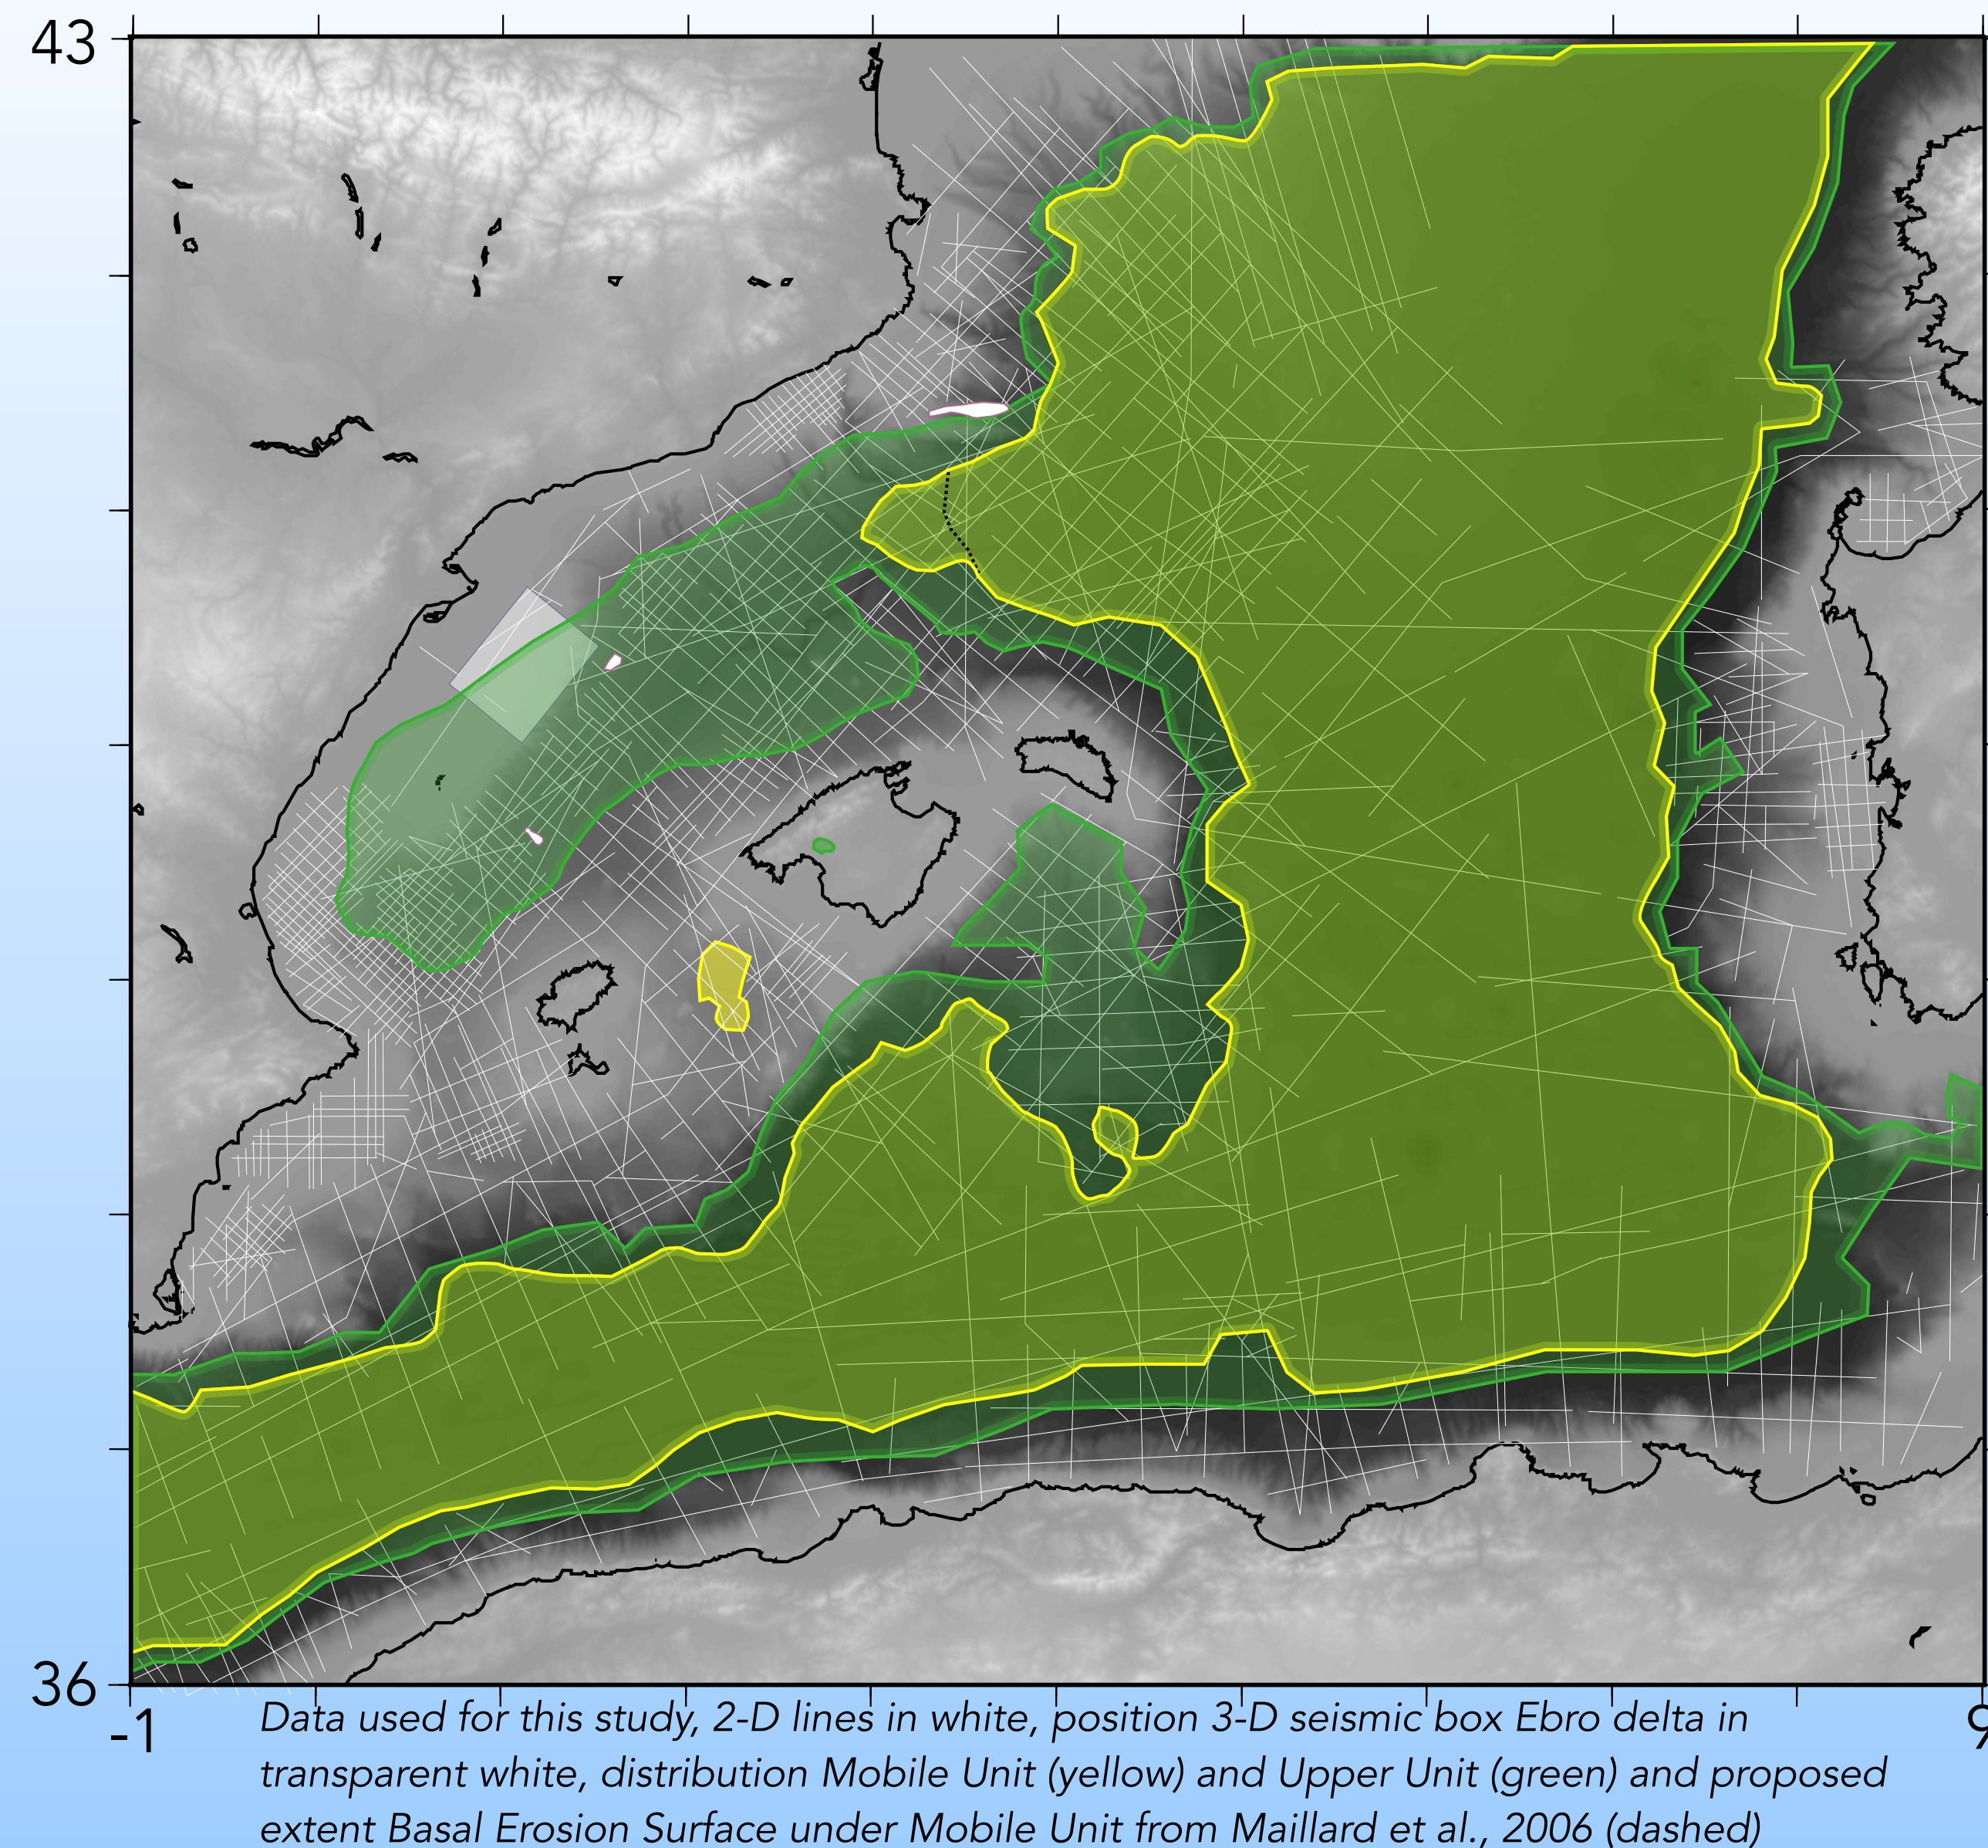 43
36
-1
9
Data used for this study, 2-D lines in white, position 3-D seismic box Ebro delta in
transparent white, distribution Mobile Unit (yellow) and Upper Unit (green) and proposed
extent Basal Erosion Surface under Mobile Unit from Maillard et al., 2006 (dashed)